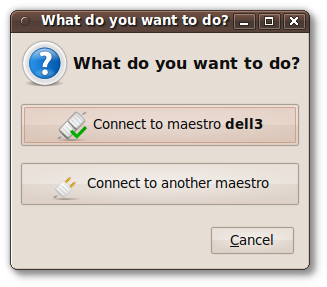 What do you want to do?
What do you want to do?
Connect to maestro dell3
Connect to another maestro
Cancel